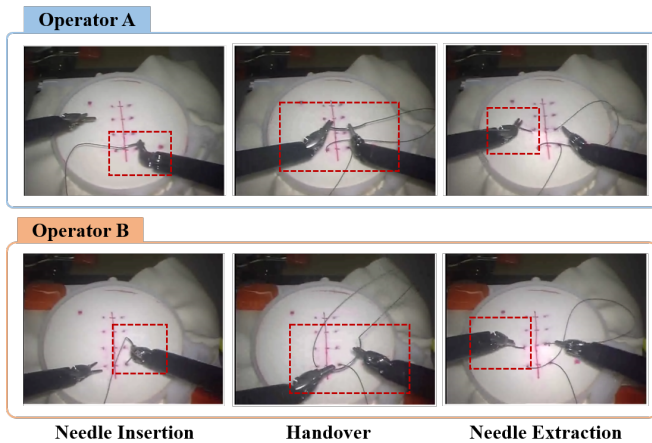 Operator A
Operator B
Needle Insertion Handover Needle Extraction